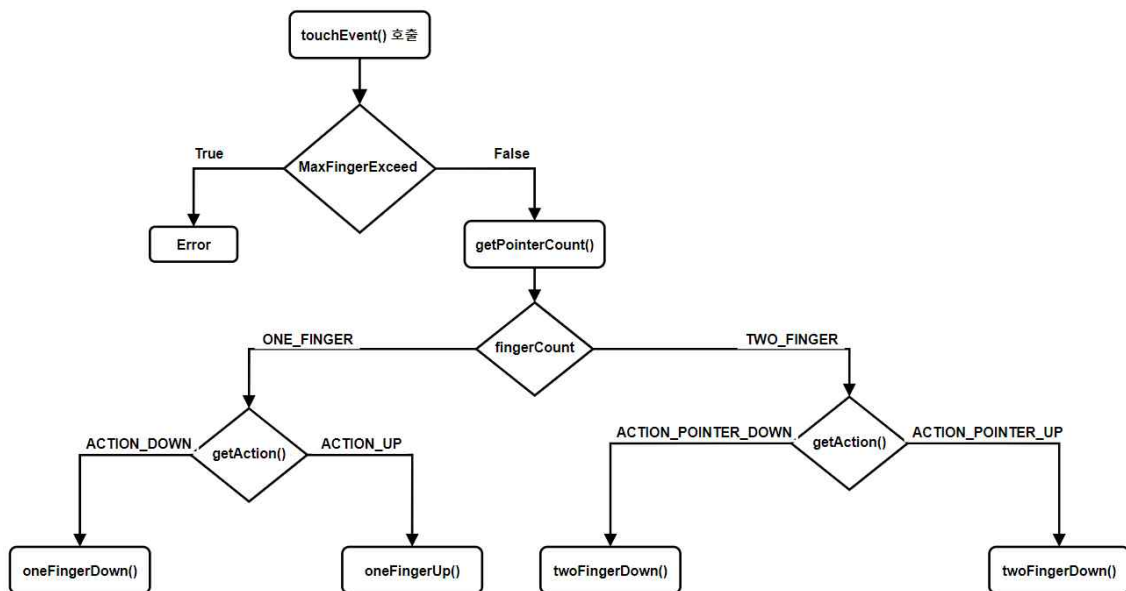 touchEvent() 호출
True
MaxFingerExceed
False
Error
getPointerCount()
ONE_FINGER
fingerCount
TWO_FINGER
ACTION_DOWN
getAction()
ACTION_UP
ACTION_POINTER_DOWN
getAction()
ACTION_POINTER_UP
oneFingerDown()
oneFingerUp()
twoFingerDown()
twoFingerDown()